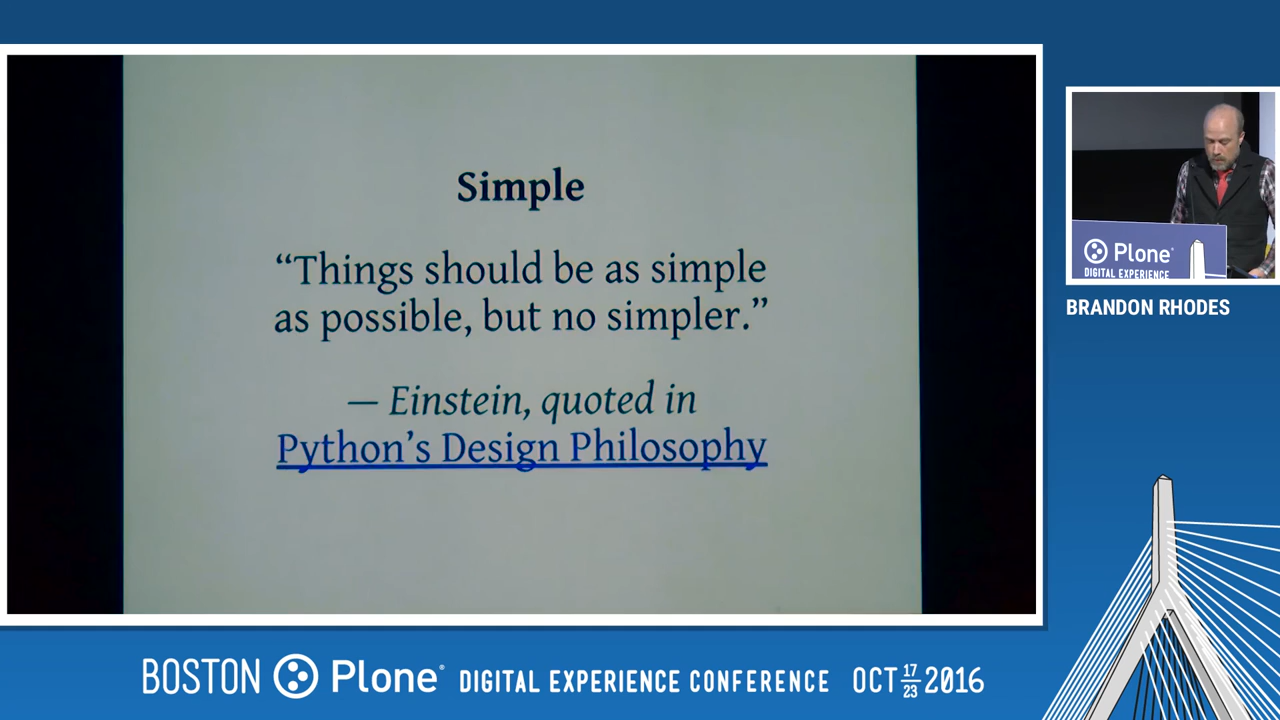 Simple
“Things should be as simple
as possible, but no simpler.”
— Einstein, quoted in
Python’s Design Philosophy
Plone®
DIGITAL EXPERIENCE
BRANDON RHODES
BOSTON Plone® DIGITAL EXPERIENCE CONFERENCE OCT 17 23 2016